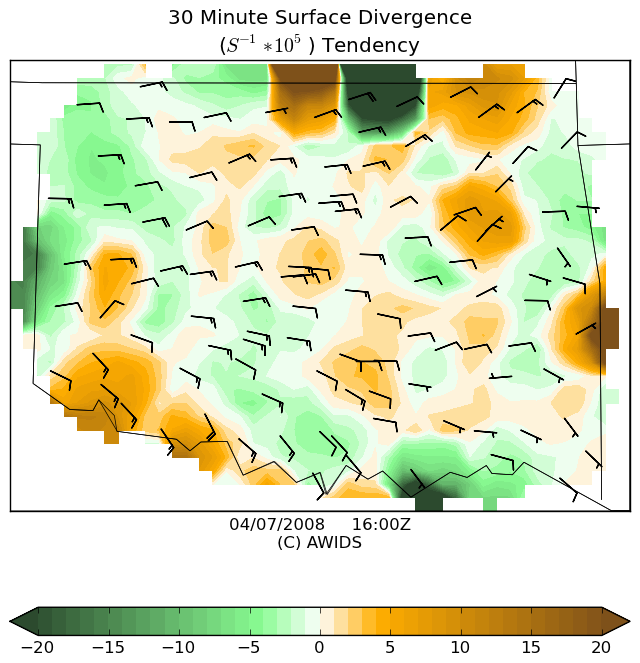 30 Minute Surface Divergence
(S⁻¹ *10⁵ ) Tendency
04/07/2008 16:00Z
(C) AWIDS
−20 −15 −10 −5 0 5 10 15 20